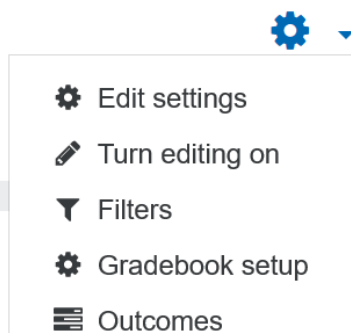 Edit settings
Turn editing on
Filters
Gradebook setup
Outcomes